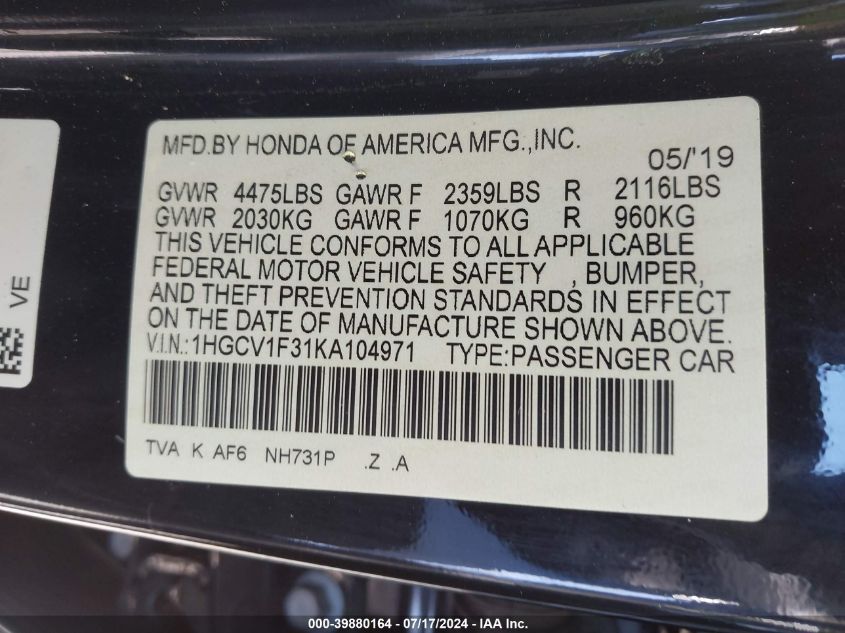 MFD.BY HONDA OF AMERICA MFG.,INC.
05/'19
GVWR 4475LBS GAWR F 2359LBS R 2116LBS
GVWR 2030KG GAWR F 1070KG R 960KG
THIS VEHICLE CONFORMS TO ALL APPLICABLE
FEDERAL MOTOR VEHICLE SAFETY , BUMPER,
AND THEFT PREVENTION STANDARDS IN EFFECT
ON THE DATE OF MANUFACTURE SHOWN ABOVE.
V.I.N.:1HGCV1F31KA104971 TYPE:PASSENGER CAR
TVA K AF6 NH731P .Z .A
VE
000-39880164 - 07/17/2024 - IAA Inc.